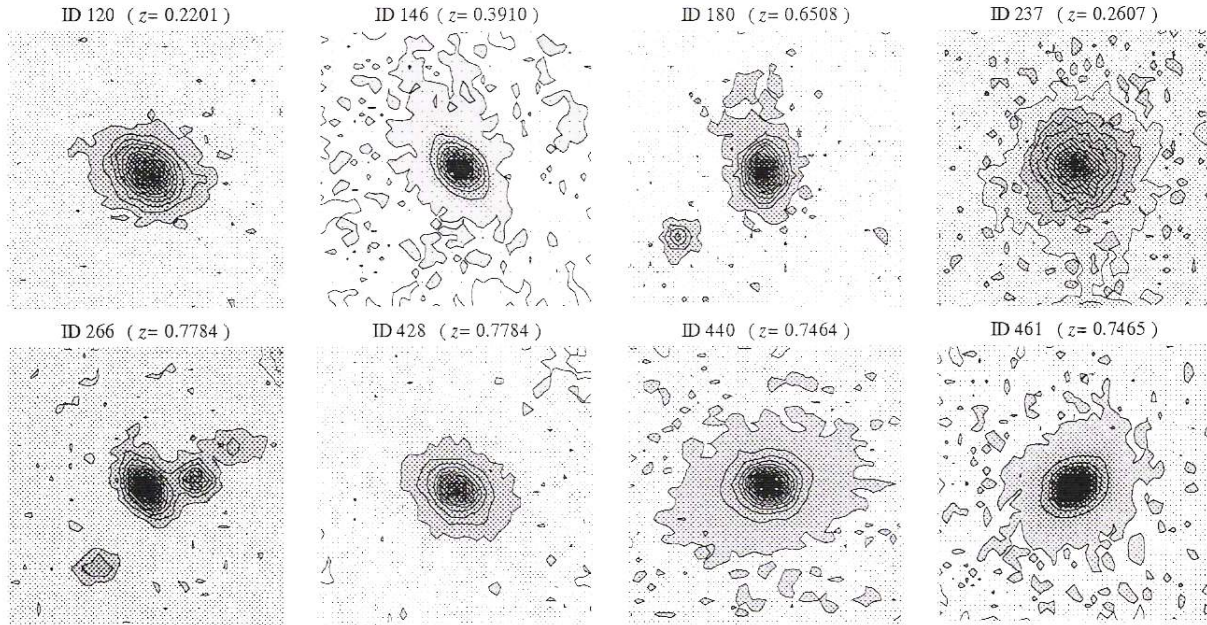 ID 120 ( z= 0.2201 )
ID 146 ( z= 0.3910 )
ID 180 ( z= 0.6508 )
ID 237 ( z= 0.2607 )
ID 266 ( z= 0.7784 )
ID 428 ( z= 0.7784 )
ID 440 ( z= 0.7464 )
ID 461 ( z= 0.7465 )